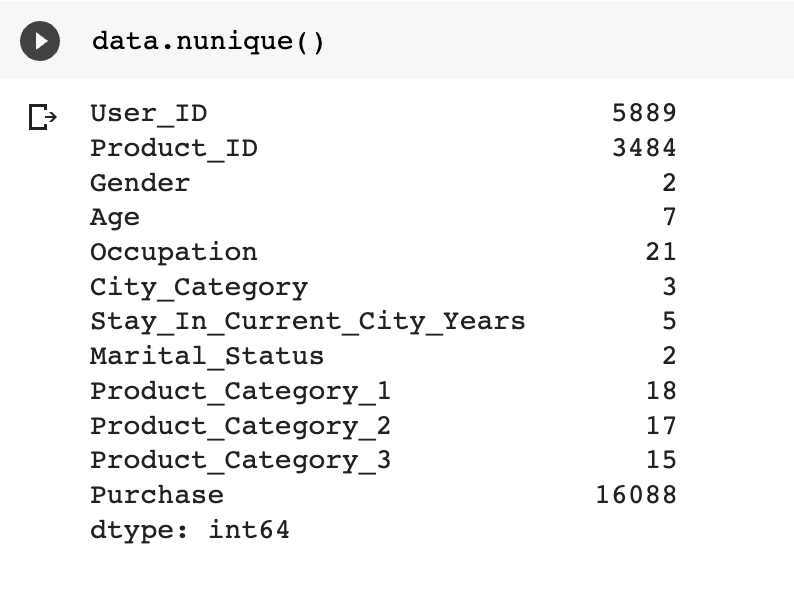 data.nunique()
User_ID 5889
Product_ID 3484
Gender 2
Age 7
Occupation 21
City_Category 3
Stay_In_Current_City_Years 5
Marital_Status 2
Product_Category_1 18
Product_Category_2 17
Product_Category_3 15
Purchase 16088
dtype: int64